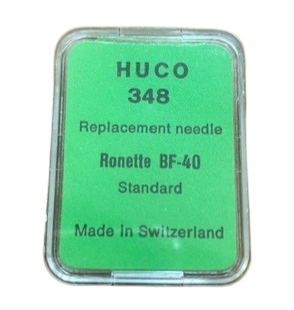 HUCO
348
Replacement needle
Ronette BF-40
Standard
Made in Switzerland